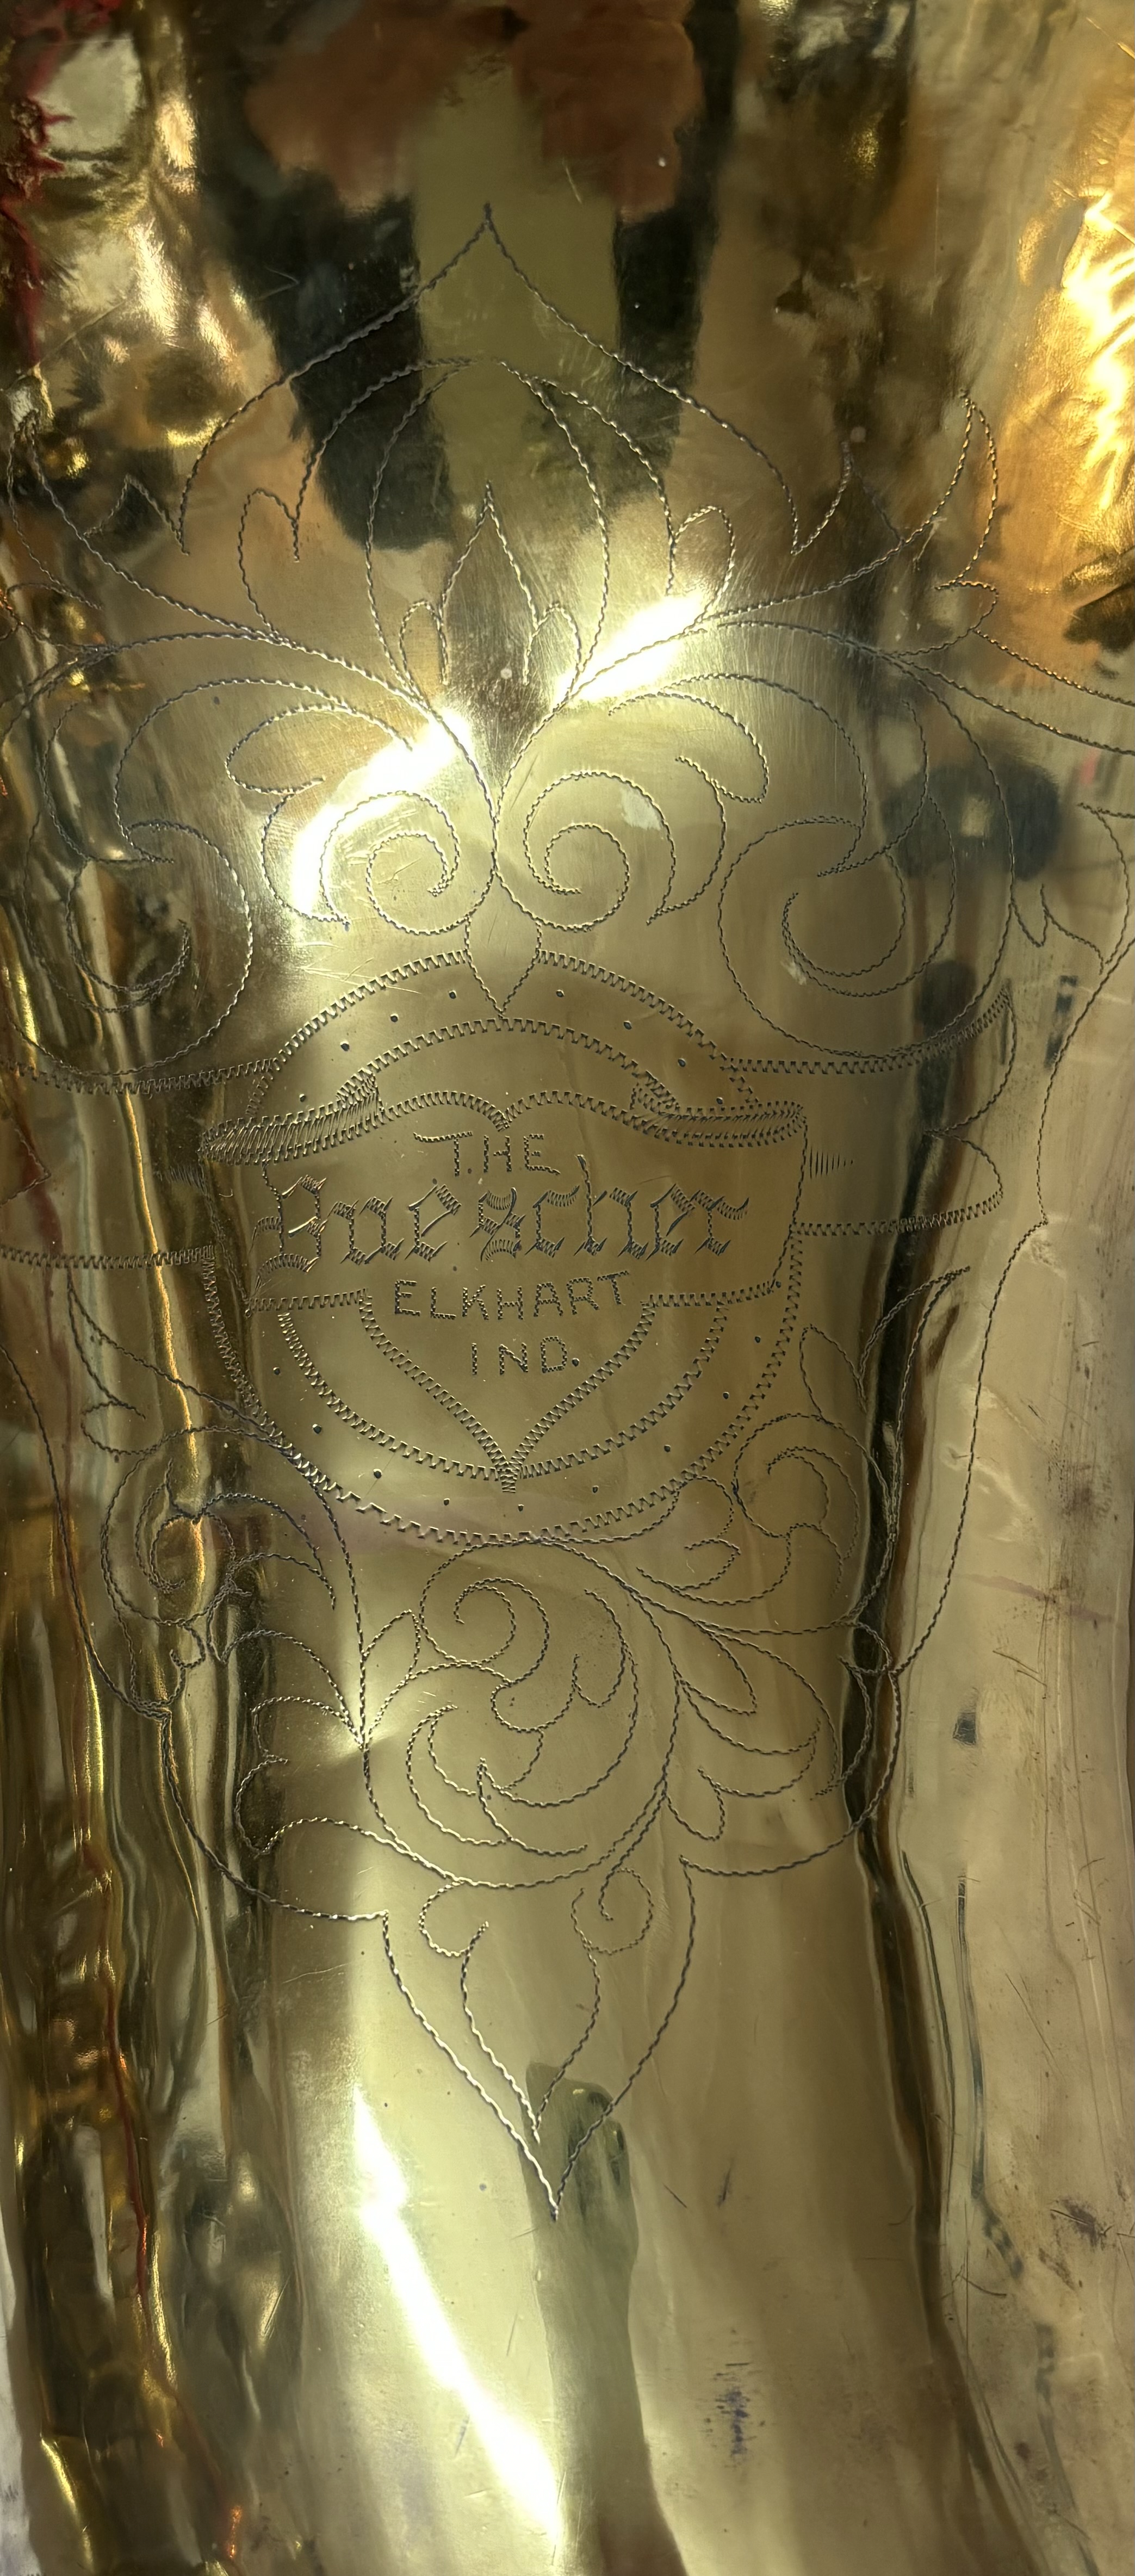 THE
Buescher
ELKHART
IND.